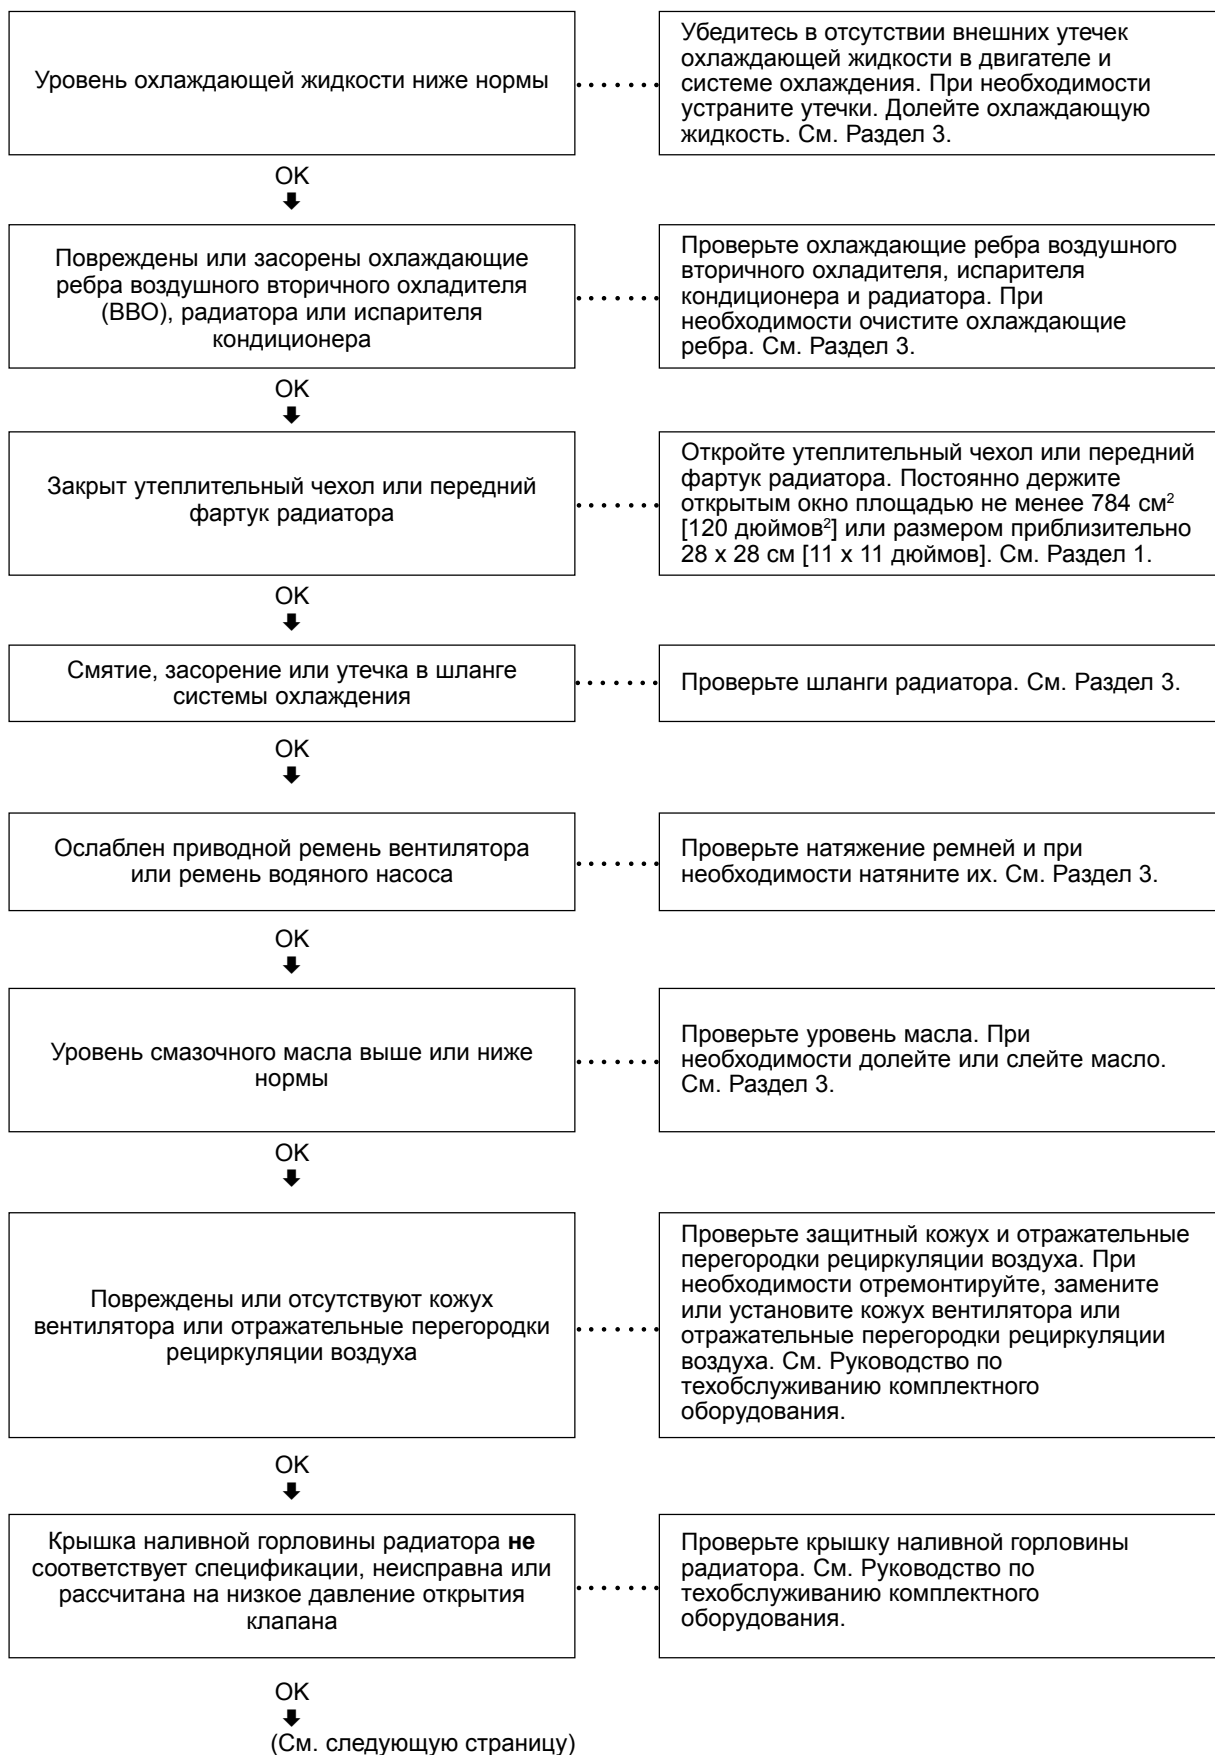 Уровень охлаждающей жидкости ниже нормы
Убедитесь в отсутствии внешних утечек
охлаждающей жидкости в двигателе и
системе охлаждения. При необходимости
устраните утечки. Долейте охлаждающую
жидкость. См. Раздел 3.
OK
Повреждены или засорены охлаждающие
ребра воздушного вторичного охладителя
(ВВО), радиатора или испарителя
кондиционера
Проверьте охлаждающие ребра воздушного
вторичного охладителя, испарителя
кондиционера и радиатора. При
необходимости очистите охлаждающие
ребра. См. Раздел 3.
OK
Закрыт утеплительный чехол или передний
фартук радиатора
Откройте утеплительный чехол или передний
фартук радиатора. Постоянно держите
открытым окно площадью не менее 784 см²
[120 дюймов²] или размером приблизительно
28 x 28 см [11 x 11 дюймов]. См. Раздел 1.
OK
Смятие, засорение или утечка в шланге
системы охлаждения
Проверьте шланги радиатора. См. Раздел 3.
OK
Ослаблен приводной ремень вентилятора
или ремень водяного насоса
Проверьте натяжение ремней и при
необходимости натяните их. См. Раздел 3.
OK
Уровень смазочного масла выше или ниже
нормы
Проверьте уровень масла. При
необходимости долейте или слейте масло.
См. Раздел 3.
OK
Повреждены или отсутствуют кожух
вентилятора или отражательные перегородки
рециркуляции воздуха
Проверьте защитный кожух и отражательные
перегородки рециркуляции воздуха. При
необходимости отремонтируйте, замените
или установите кожух вентилятора или
отражательные перегородки рециркуляции
воздуха. См. Руководство по
техобслуживанию комплектного
оборудования.
OK
Крышка наливной горловины радиатора не
соответствует спецификации, неисправна или
рассчитана на низкое давление открытия
клапана
Проверьте крышку наливной горловины
радиатора. См. Руководство по
техобслуживанию комплектного
оборудования.
OK
(См. следующую страницу)